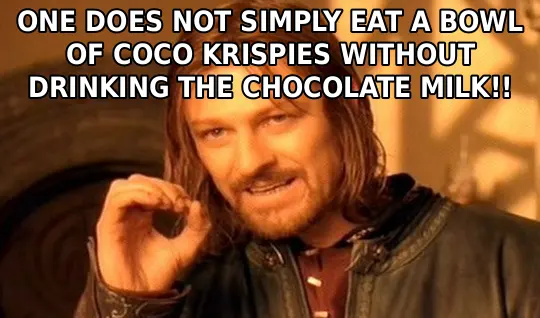 ONE DOES NOT SIMPLY EAT A BOWL
OF COCO KRISPIES WITHOUT
DRINKING THE CHOCOLATE MILK!!